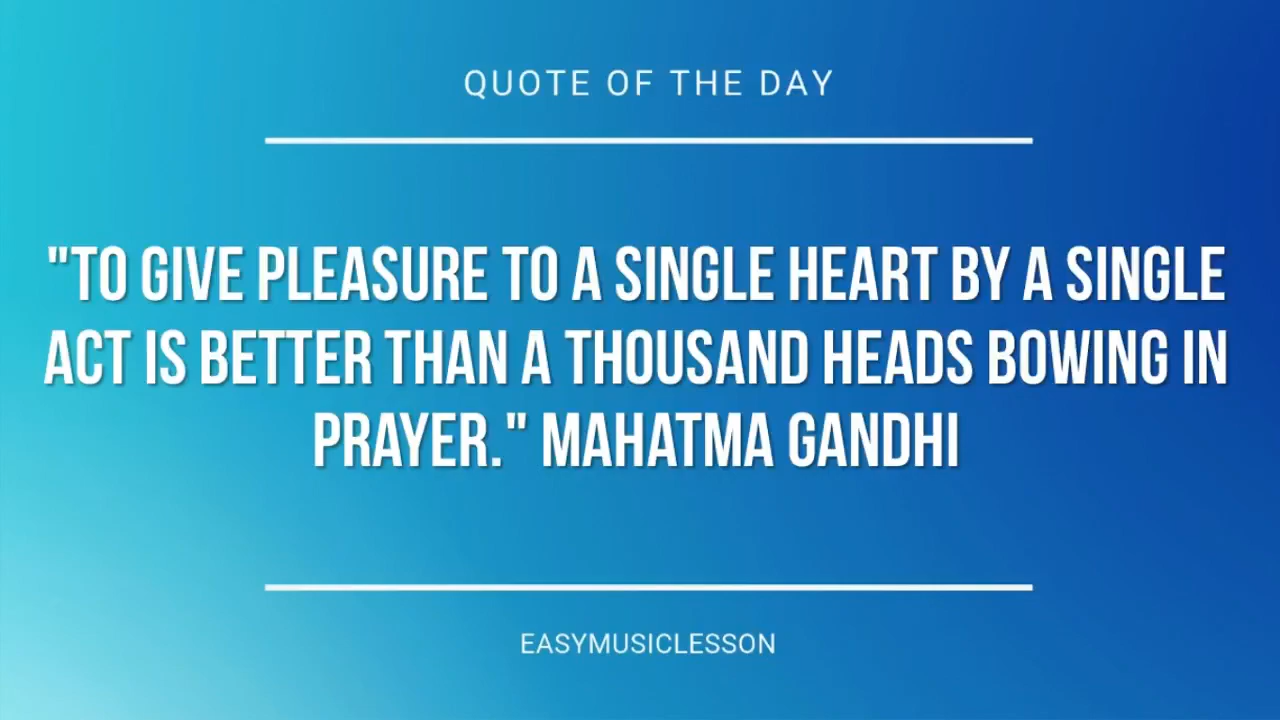 QUOTE OF THE DAY
"TO GIVE PLEASURE TO A SINGLE HEART BY A SINGLE
ACT IS BETTER THAN A THOUSAND HEADS BOWING IN
PRAYER." MAHATMA GANDHI
EASYMUSICLESSON